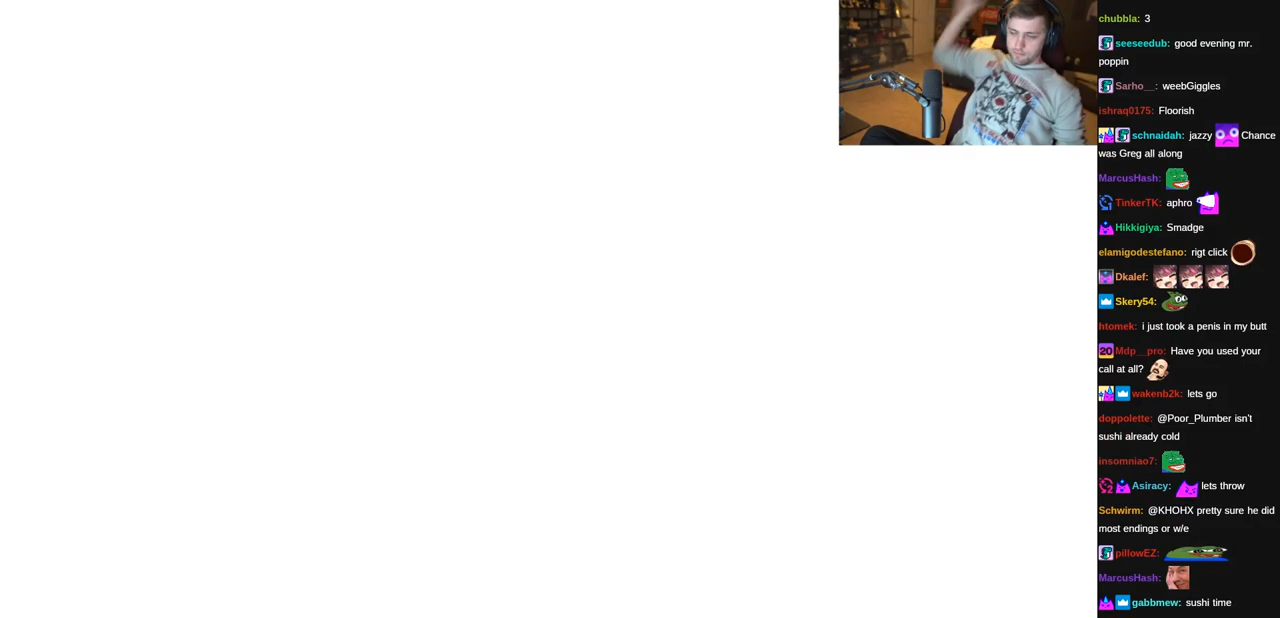 chubbla: 3
seeseedub: good evening mr.
poppin
Sarho__: weebGiggles
ishraq0175: Floorish
schnaidah: jazzy Chance
was Greg all along
MarcusHash:
TinkerTK: aphro
Hikkigiya: Smadge
elamigodestefano: rigt click
Dkalef:
Skery54:
htomek: i just took a penis in my butt
20 Mdp__pro: Have you used your
call at all?
wakenb2k: lets go
doppolette: @Poor_Plumber isn't
sushi already cold
insomniao7:
2 Asiracy: lets throw
Schwirm: @KHOHX pretty sure he did
most endings or w/e
pillowEZ:
MarcusHash:
gabbmew: sushi time